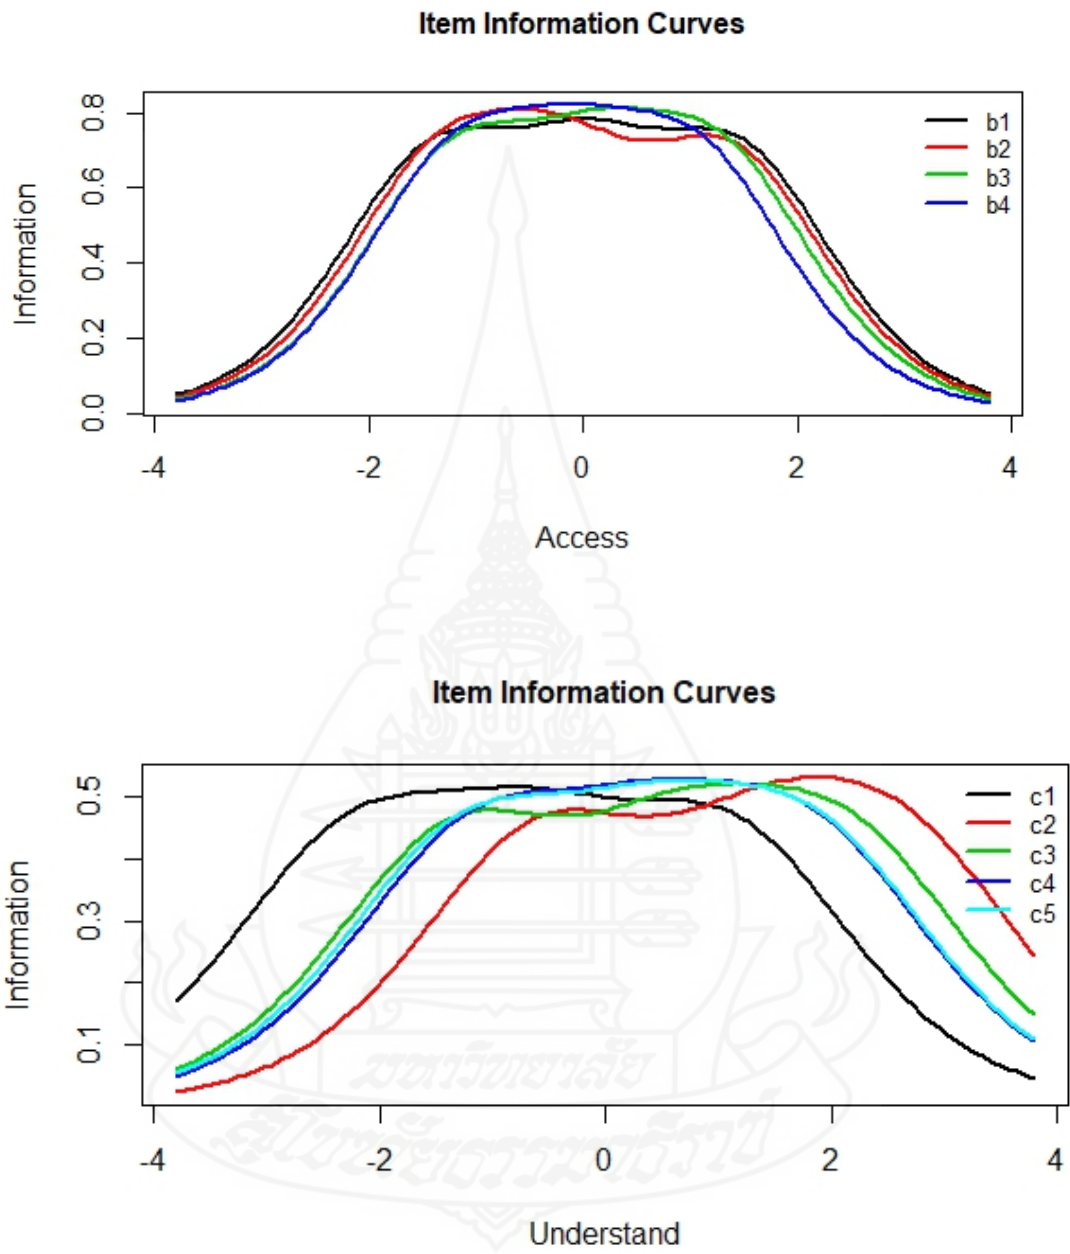 Item Information Curves
0.8
0.6
0.4
0.2
0.0
Information
b1
b2
b3
b4
-4 -2 0 2 4
Access
Item Information Curves
0.5
0.3
0.1
Information
c1
c2
c3
c4
c5
-4 -2 0 2 4
Understand